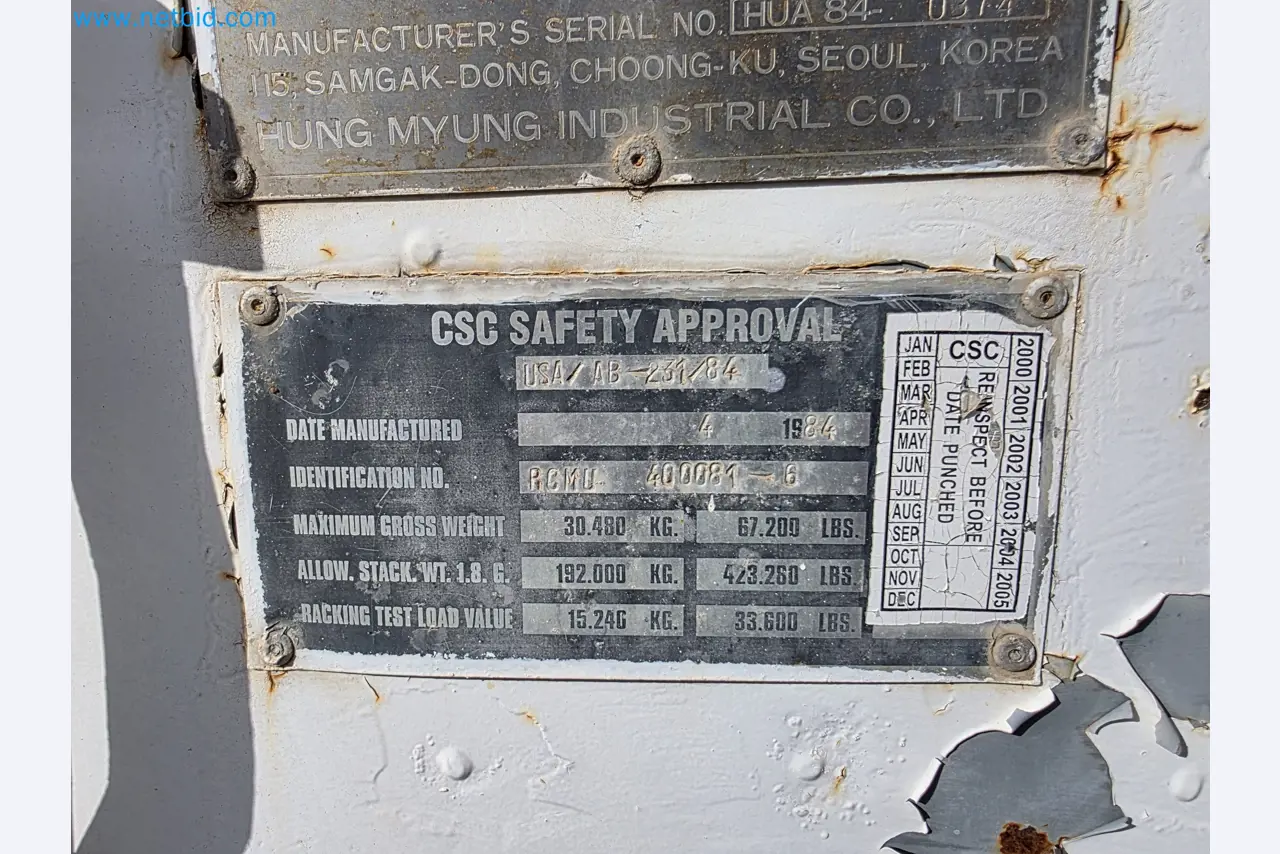 www.netbid.com
MANUFACTURER'S SERIAL NO. HUA 84- 0374
115, SAMGAK-DONG, CHOONG-KU, SEOUL, KOREA
HUNG MYUNG INDUSTRIAL CO., LTD
CSC SAFETY APPROVAL
USA/ AB-231/84
DATE MANUFACTURED 4 1984
IDENTIFICATION NO. RCMU- 400081-6
MAXIMUM GROSS WEIGHT 30.480 KG. 67.200 LBS.
ALLOW. STACK. WT. 1.8. G. 192.000 KG. 423.260 LBS.
RACKING TEST LOAD VALUE 15.240 KG. 33.600 LBS.
JAN
FEB
MAR
APR
MAY
JUN
JUL
AUG
SEP
OCT
NOV
DEC
CSC
REINSPECT BEFORE
DATE PUNCHED
2000 2001 2002 2003 2004 2005